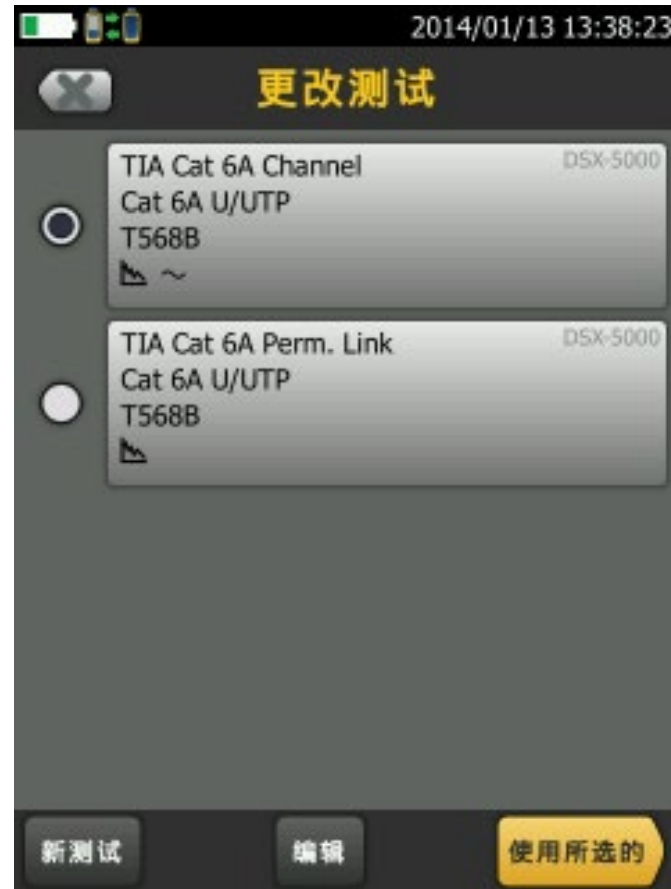 2014/01/13 13:38:23
更改测试
TIA Cat 6A Channel
DSX-5000
Cat 6A U/UTP
T568B
TIA Cat 6A Perm. Link
DSX-5000
Cat 6A U/UTP
T568B
新测试
编辑
使用所选的